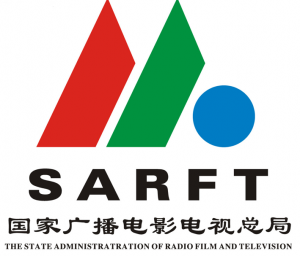 SARFT
国家广播电影电视总局
THE STATE ADMINISTRATRATION OF RADIO FILM AND TELEVISION